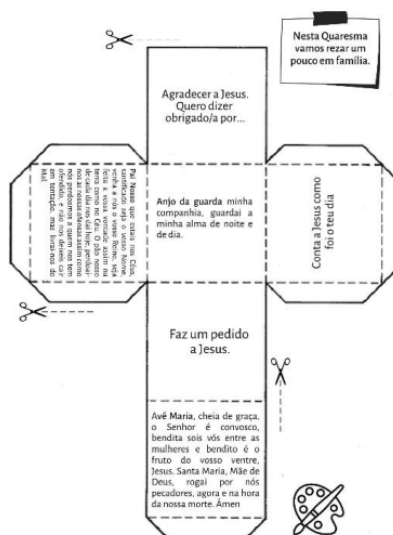 Nesta Quaresma
vamos rezar um
pouco em família.
Agradecer a Jesus.
Quero dizer
obrigado/a por...
Pai Nosso que estais nos Céus,
santificado seja o vosso Nome,
venha a nós o vosso Reino, seja
feita a vossa vontade assim na
terra como no Céu. O pão nosso
de cada dia nos dai hoje, perdoai-
nos as nossas ofensas assim como
nós perdoamos a quem nos tem
ofendido, e não nos deixeis cair
em tentação, mas livrai-nos do
Mal.
Anjo da guarda minha
companhia, guardai a
minha alma de noite e
de dia.
Conta a Jesus como
foi o teu dia
Faz um pedido
a Jesus.
Avé Maria, cheia de graça,
o Senhor é convosco,
bendita sois vós entre as
mulheres e bendito é o
fruto do vosso ventre,
Jesus. Santa Maria, Mãe de
Deus, rogai por nós
pecadores, agora e na hora
da nossa morte. Ámen